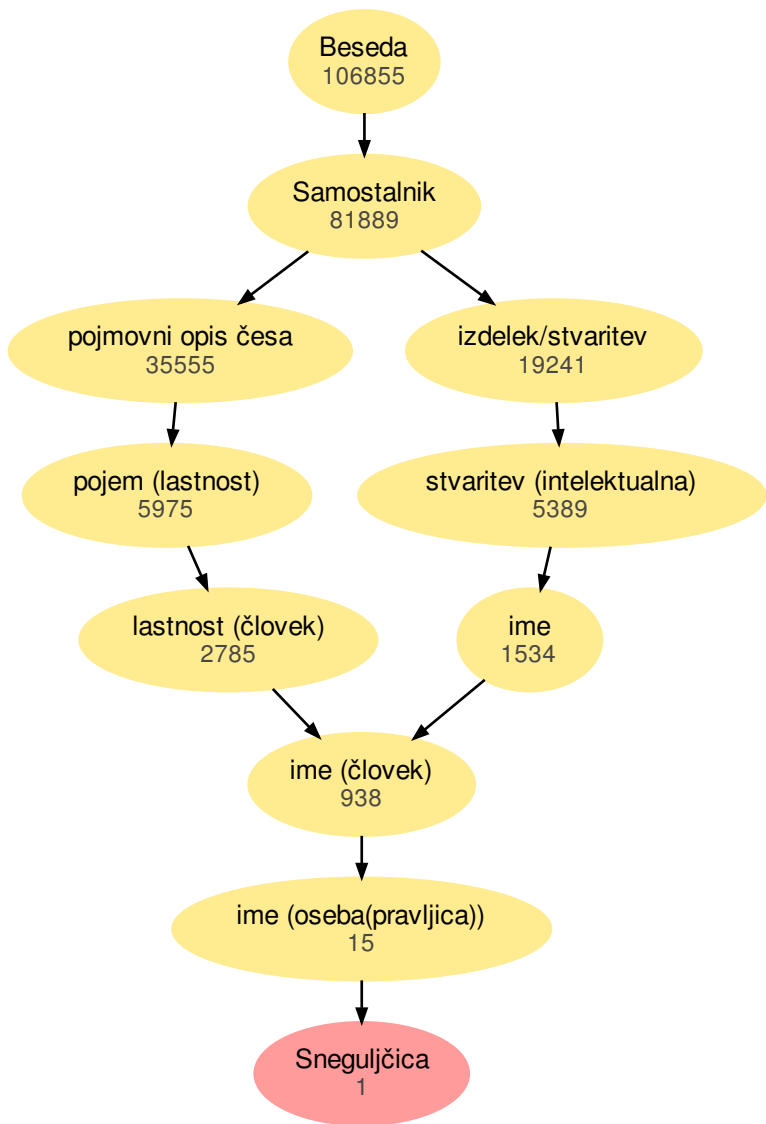 Beseda
106855
Samostalnik
81889
pojmovni opis česa
35555
izdelek/stvaritev
19241
pojem (lastnost)
5975
stvaritev (intelektualna)
5389
lastnost (človek)
2785
ime
1534
ime (človek)
938
ime (oseba(pravljica))
15
Sneguljčica
1